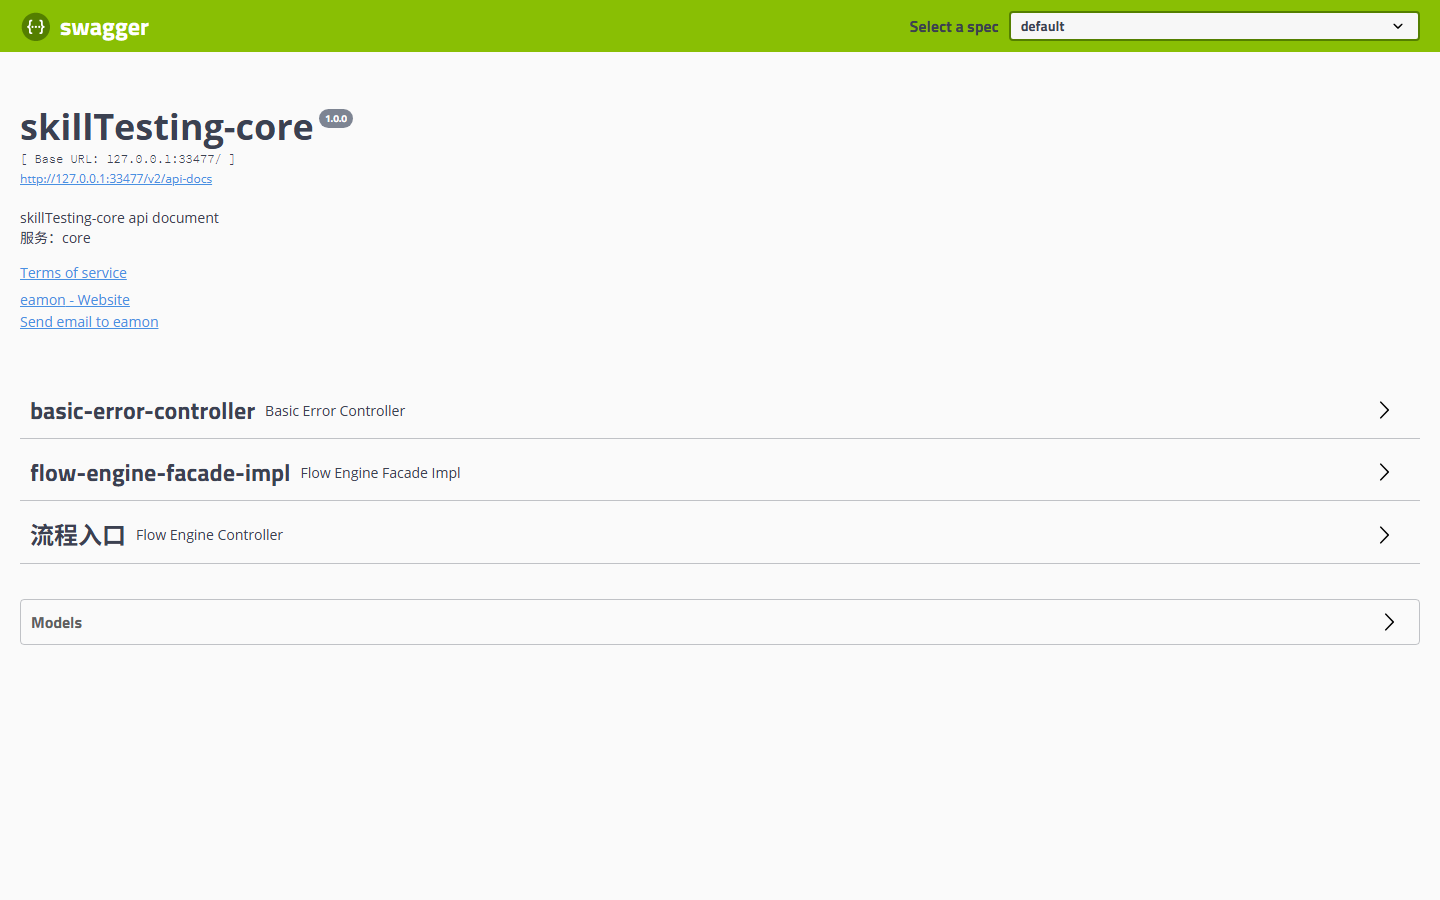 swagger
Select a spec
default
skillTesting-core 1.0.0
[ Base URL: 127.0.0.1:33477/ ]
http://127.0.0.1:33477/v2/api-docs
skillTesting-core api document
服务：core
Terms of service
eamon - Website
Send email to eamon
basic-error-controller Basic Error Controller
flow-engine-facade-impl Flow Engine Facade Impl
流程入口 Flow Engine Controller
Models